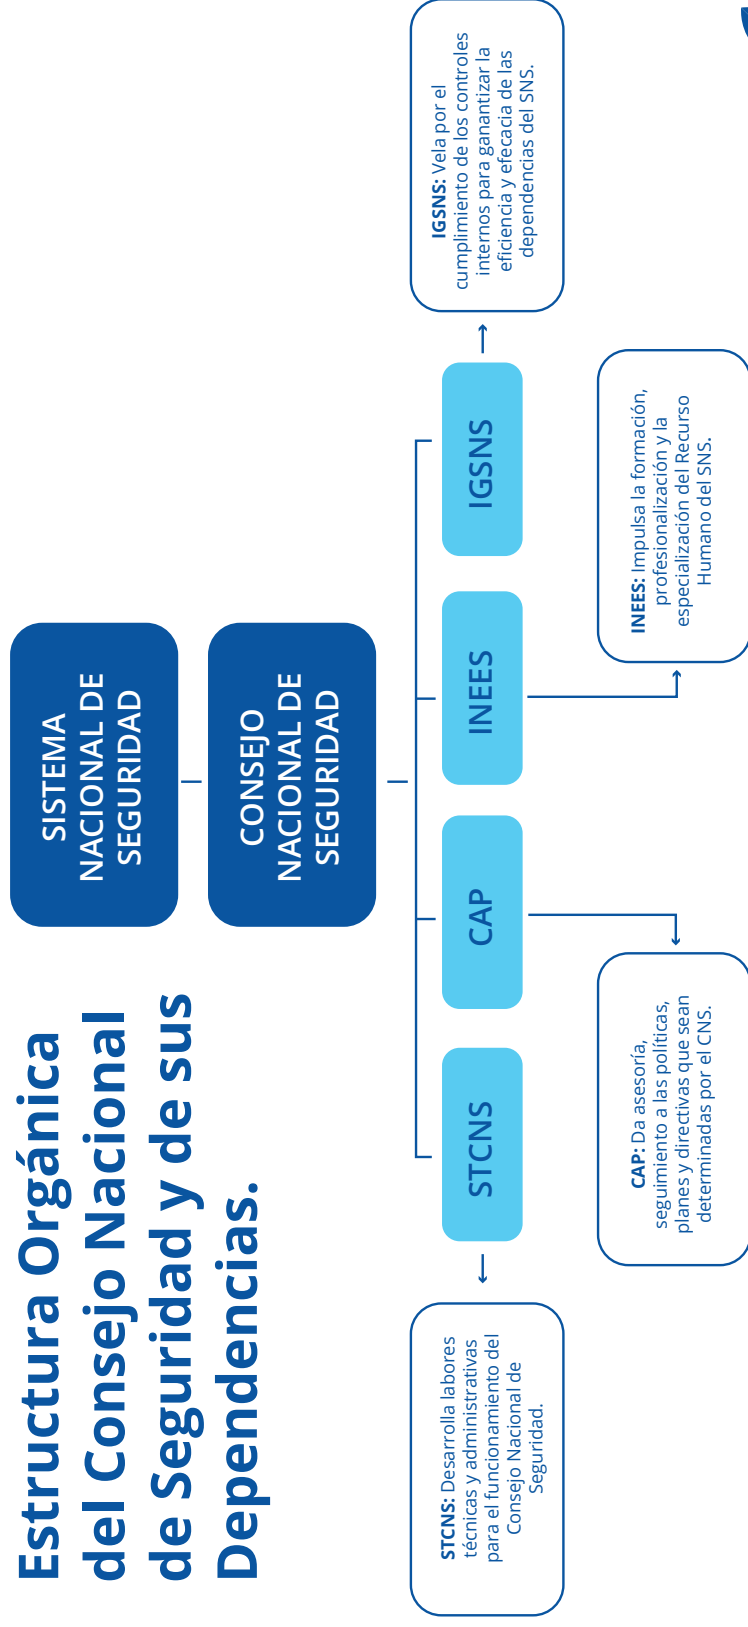 Estructura Orgánica
del Consejo Nacional
de Seguridad y de sus
Dependencias.
SISTEMA
NACIONAL DE
SEGURIDAD
CONSEJO
NACIONAL DE
SEGURIDAD
STCNS
CAP
INEES
IGSNS
STCNS: Desarrolla labores
técnicas y administrativas
para el funcionamiento del
Consejo Nacional de
Seguridad.
CAP: Da asesoría,
seguimiento a las políticas,
planes y directivas que sean
determinadas por el CNS.
INEES: Impulsa la formación,
profesionalización y la
especialización del Recurso
Humano del SNS.
IGSNS: Vela por el
cumplimiento de los controles
internos para ganantizar la
eficiencia y efecacia de las
dependencias del SNS.